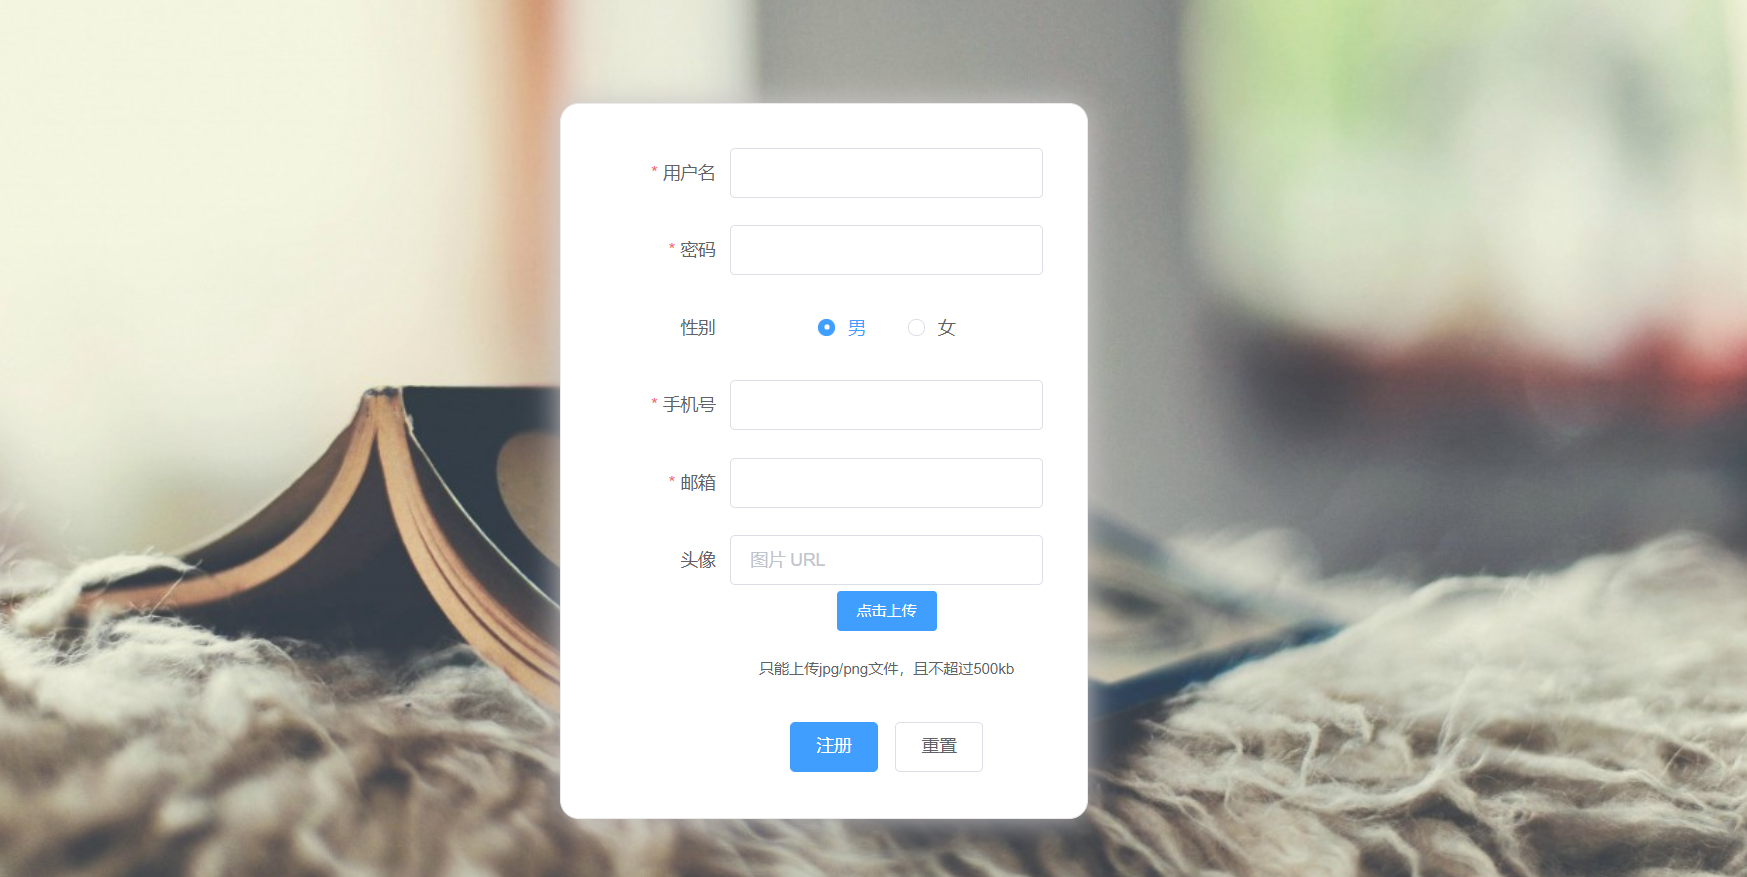 * 用户名
* 密码
性别 男 女
* 手机号
* 邮箱
头像 图片 URL
点击上传
只能上传jpg/png文件，且不超过500kb
注册 重置